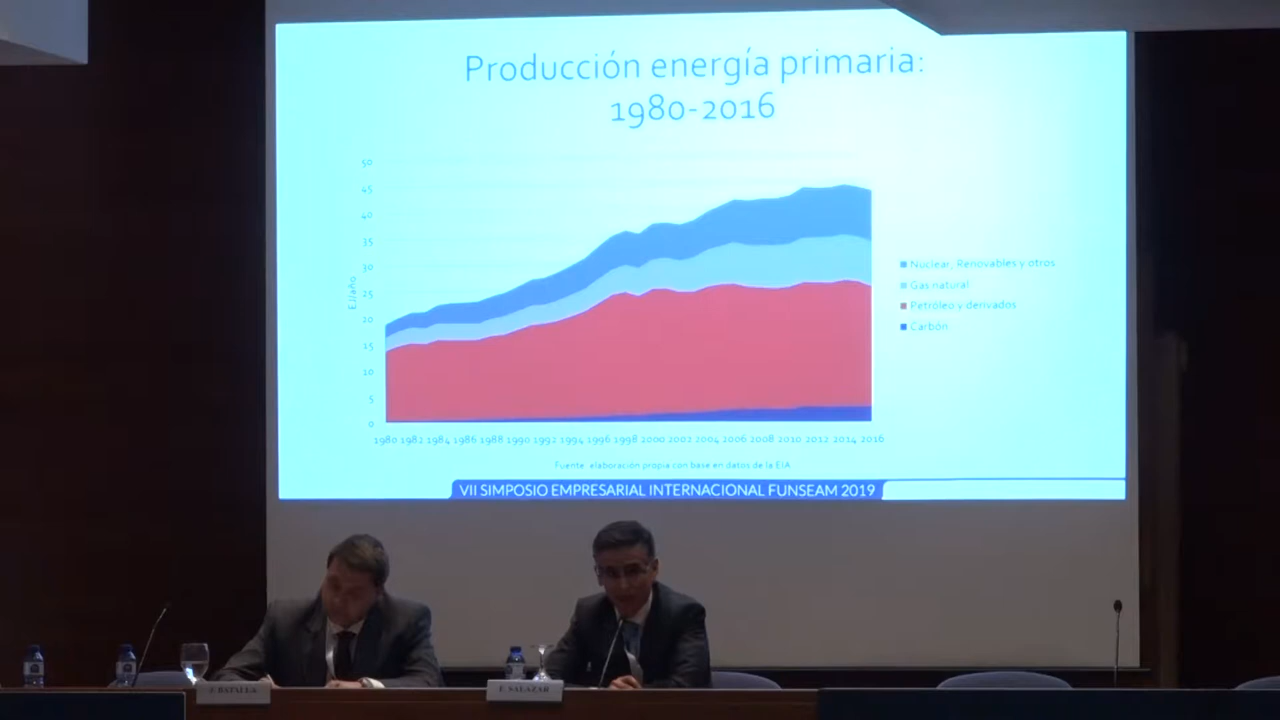 Producción energía primaria:
1980-2016
50
45
40
35
30
25
20
15
10
5
0
EJ/año
1980 1982 1984 1986 1988 1990 1992 1994 1996 1998 2000 2002 2004 2006 2008 2010 2012 2014 2016
Nuclear, Renovables y otros
Gas natural
Petróleo y derivados
Carbón
Fuente: elaboración propia con base en datos de la EIA
VII SIMPOSIO EMPRESARIAL INTERNACIONAL FUNSEAM 2019
J. BATALLA
F. SALAZAR